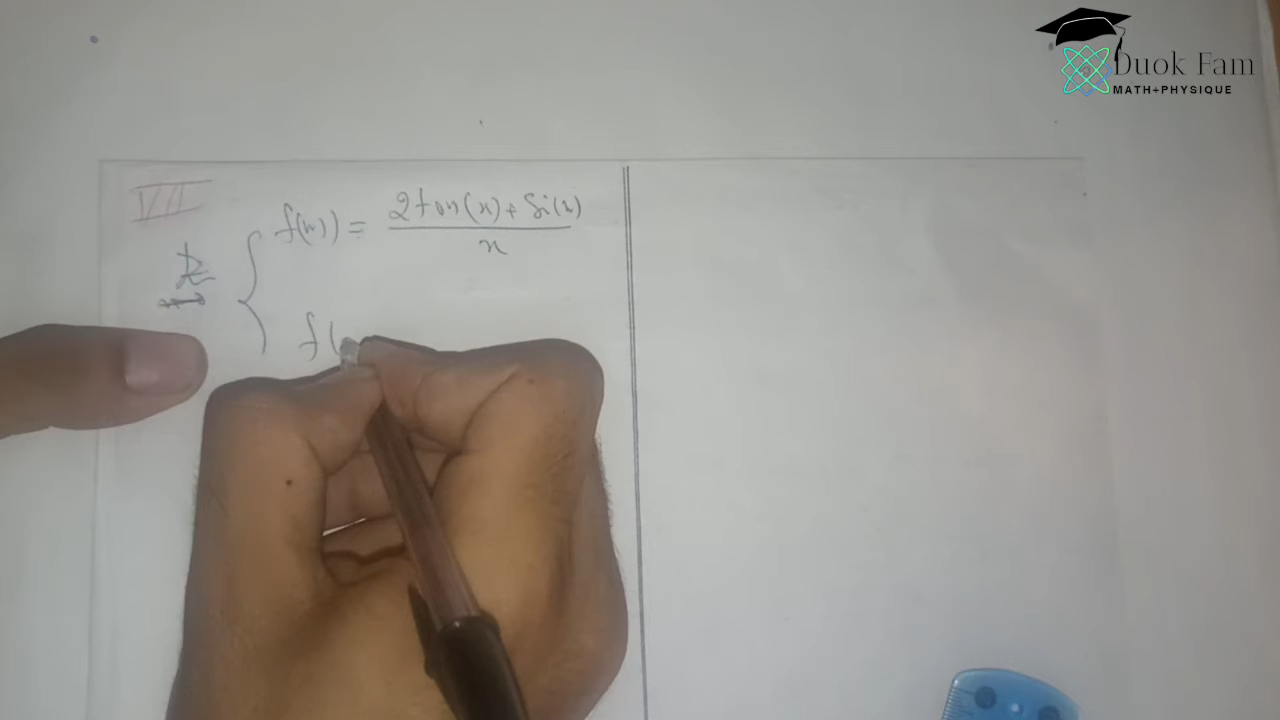 Duok Fam
MATH+PHYSIQUE
VII
f(x) = 2tan(x) + Si(x)
x
f(